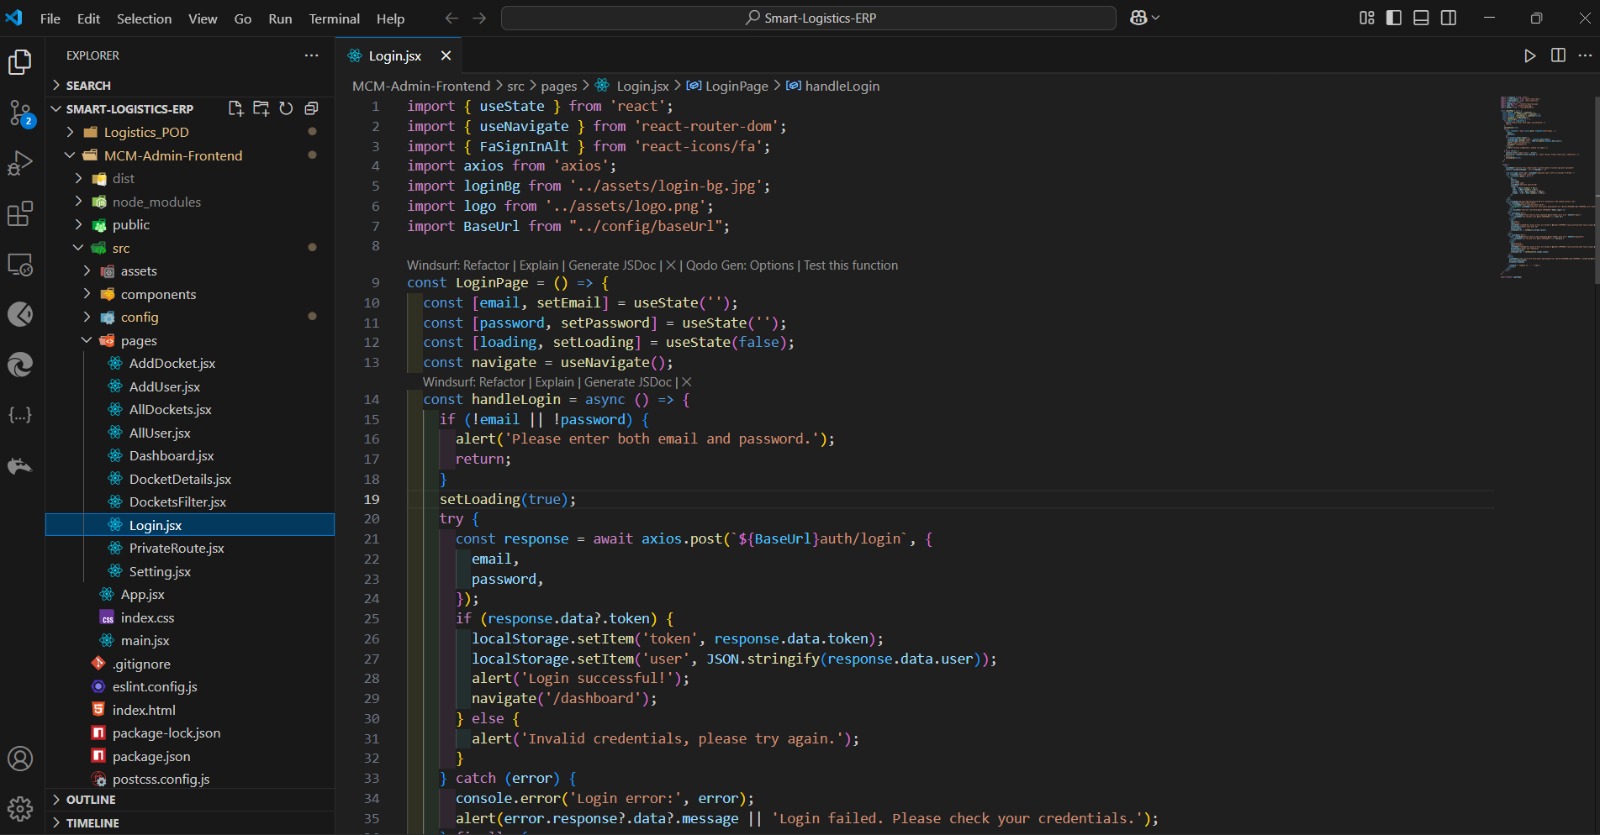 File Edit Selection View Go Run Terminal Help
Smart-Logistics-ERP
EXPLORER
SEARCH
SMART-LOGISTICS-ERP
Logistics_POD
MCM-Admin-Frontend
dist
node_modules
public
src
assets
components
config
pages
AddDocket.jsx
AddUser.jsx
AllDockets.jsx
AllUser.jsx
Dashboard.jsx
DocketDetails.jsx
DocketsFilter.jsx
Login.jsx
PrivateRoute.jsx
Setting.jsx
App.jsx
index.css
main.jsx
.gitignore
eslint.config.js
index.html
package-lock.json
package.json
postcss.config.js
OUTLINE
TIMELINE
2
Login.jsx
MCM-Admin-Frontend > src > pages > Login.jsx > LoginPage > handleLogin
1 import { useState } from 'react';
2 import { useNavigate } from 'react-router-dom';
3 import { FaSignInAlt } from 'react-icons/fa';
4 import axios from 'axios';
5 import loginBg from '../assets/login-bg.jpg';
6 import logo from '../assets/logo.png';
7 import BaseUrl from "../config/baseUrl";
8
Windsurf: Refactor | Explain | Generate JSDoc | X | Qodo Gen: Options | Test this function
9 const LoginPage = () => {
10 const [email, setEmail] = useState('');
11 const [password, setPassword] = useState('');
12 const [loading, setLoading] = useState(false);
13 const navigate = useNavigate();
Windsurf: Refactor | Explain | Generate JSDoc | X
14 const handleLogin = async () => {
15 if (!email || !password) {
16 alert('Please enter both email and password.');
17 return;
18 }
19 setLoading(true);
20 try {
21 const response = await axios.post(`${BaseUrl}auth/login`, {
22 email,
23 password,
24 });
25 if (response.data?.token) {
26 localStorage.setItem('token', response.data.token);
27 localStorage.setItem('user', JSON.stringify(response.data.user));
28 alert('Login successful!');
29 navigate('/dashboard');
30 } else {
31 alert('Invalid credentials, please try again.');
32 }
33 } catch (error) {
34 console.error('Login error:', error);
35 alert(error.response?.data?.message || 'Login failed. Please check your credentials.');